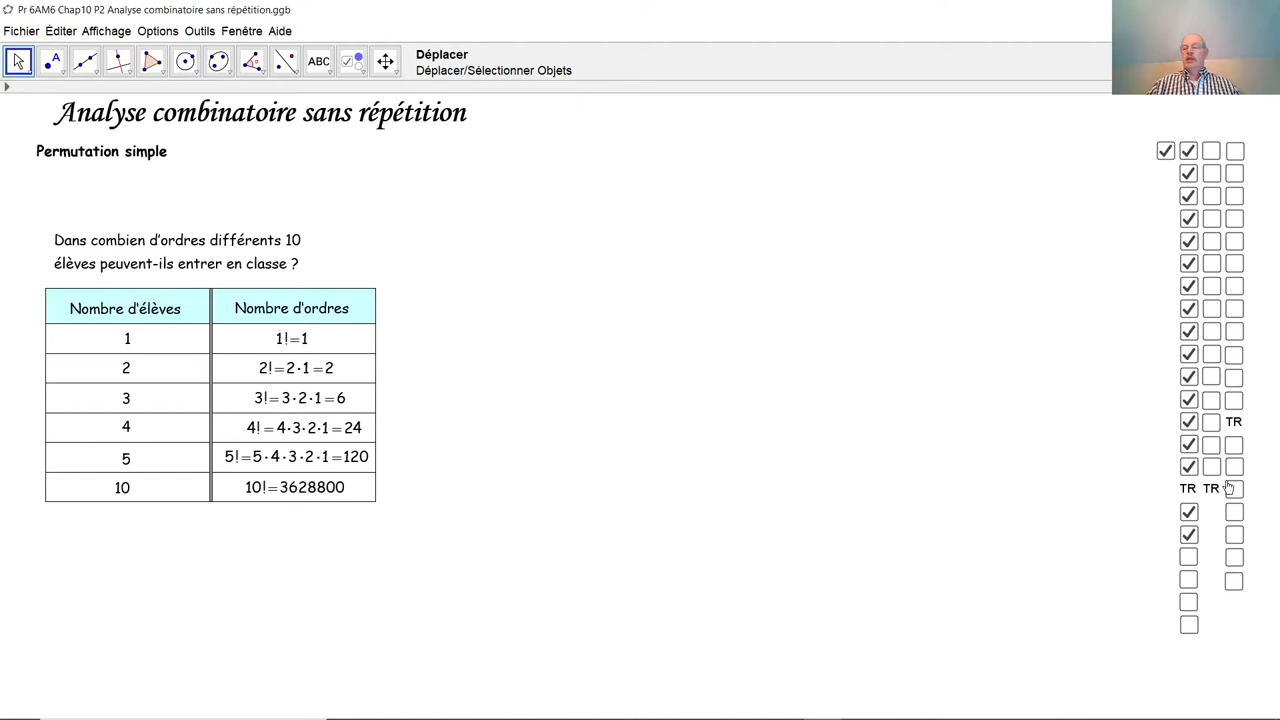 Pr 6AM6 Chap10 P2 Analyse combinatoire sans répétition.ggb
Fichier Éditer Affichage Options Outils Fenêtre Aide
A
ABC
Déplacer
Déplacer/Sélectionner Objets
Analyse combinatoire sans répétition
Permutation simple
Dans combien d'ordres différents 10
élèves peuvent-ils entrer en classe ?
Nombre d'élèves Nombre d'ordres
1 1!=1
2 2!=2·1=2
3 3!=3·2·1=6
4 4!=4·3·2·1=24
5 5!=5·4·3·2·1=120
10 10!=3628800
TR
TR TR